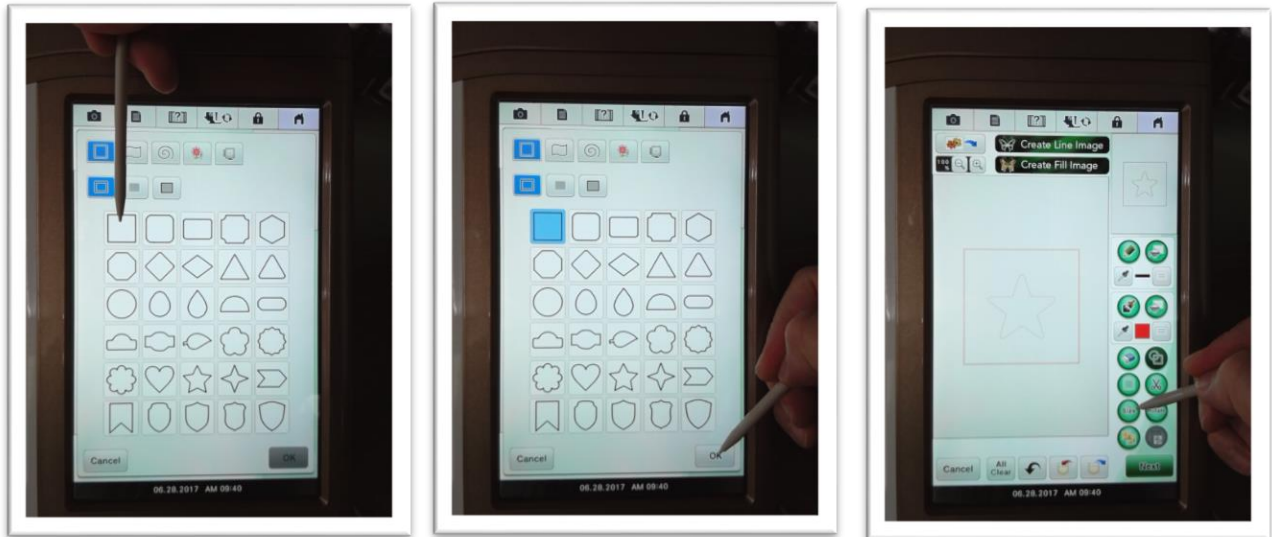 [?]
Cancel
OK
06.28.2017 AM 09:40
[?]
Cancel
OK
06.28.2017 AM 09:40
[?]
Create Line Image
100 %
Create Fill Image
Size
Cancel
All Clear
Next
06.28.2017 AM 09:40